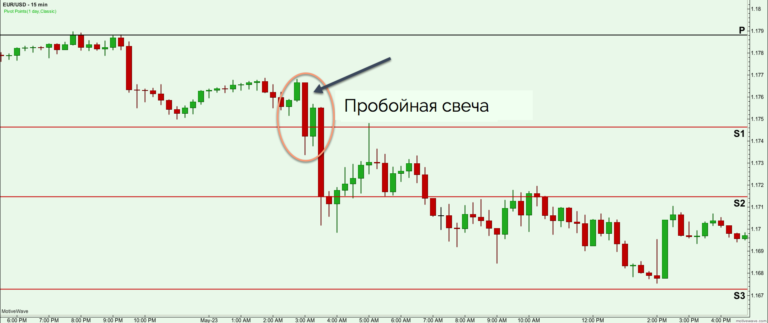 EUR/USD - 15 min
Pivot Points(1 day,Classic)
Пробойная свеча
P
S1
S2
S3
1.18
1.179
1.178
1.177
1.176
1.175
1.174
1.173
1.172
1.171
1.17
1.169
1.168
1.167
MotiveWave
6:00 PM 7:00 PM 8:00 PM 9:00 PM 10:00 PM May-23 1:00 AM 2:00 AM 3:00 AM 4:00 AM 5:00 AM 6:00 AM 7:00 AM 8:00 AM 9:00 AM 10:00 AM 12:00 PM 2:00 PM 3:00 PM 4:00 PM